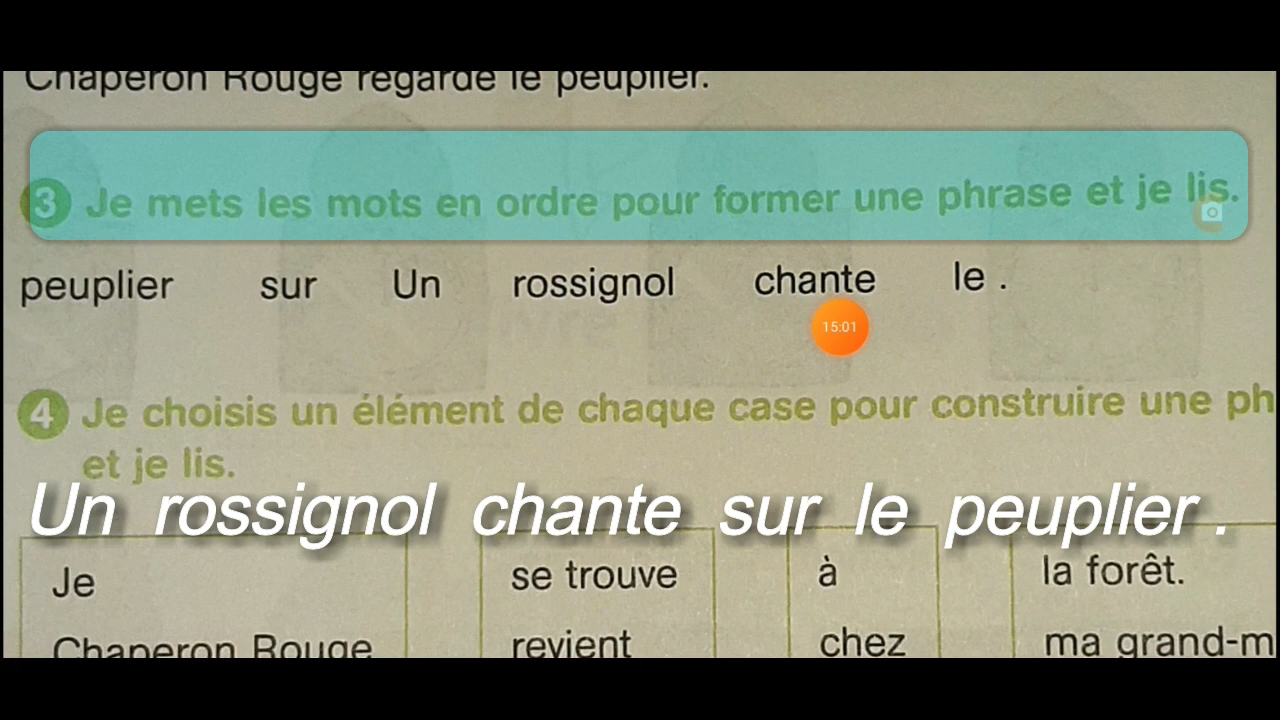 Chaperon Rouge regarde le peuplier.
3 Je mets les mots en ordre pour former une phrase et je lis.
peuplier sur Un rossignol chante le .
15:01
4 Je choisis un élément de chaque case pour construire une ph
et je lis.
Un rossignol chante sur le peuplier .
Je se trouve à la forêt.
Chaperon Rouge revient chez ma grand-m